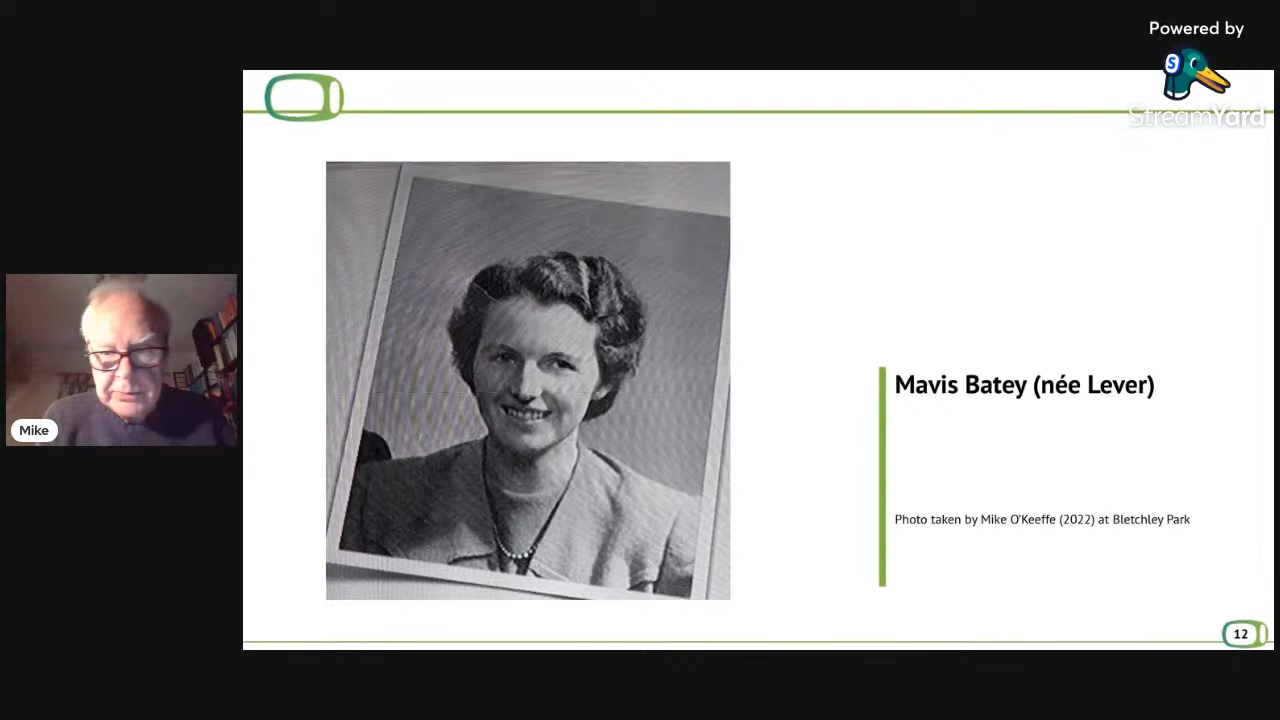 Powered by
S
StreamYard
Mike
Mavis Batey (née Lever)
Photo taken by Mike O'Keeffe (2022) at Bletchley Park
12